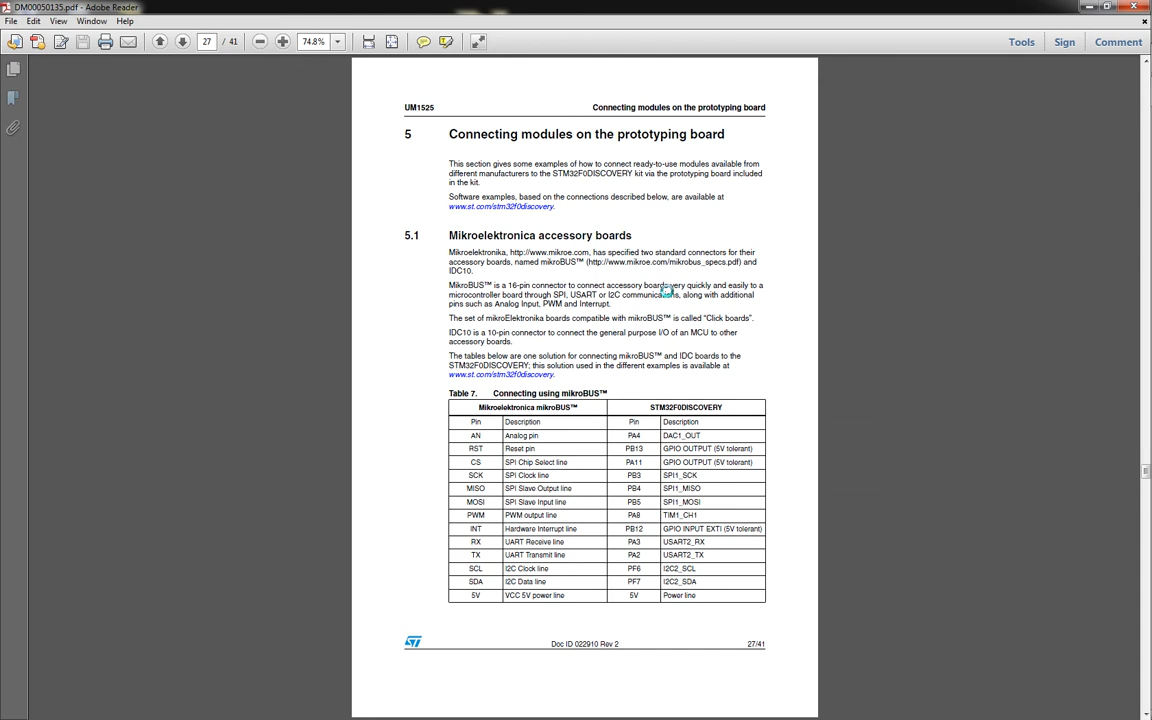 DM00050135.pdf - Adobe Reader
File Edit View Window Help
27 / 41 74.8% Tools Sign Comment
UM1525 Connecting modules on the prototyping board
5 Connecting modules on the prototyping board
This section gives some examples of how to connect ready-to-use modules available from
different manufacturers to the STM32F0DISCOVERY kit via the prototyping board included
in the kit.
Software examples, based on the connections described below, are available at
www.st.com/stm32f0discovery.
5.1 Mikroelektronica accessory boards
Mikroelektronika, http://www.mikroe.com, has specified two standard connectors for their
accessory boards, named mikroBUS™ (http://www.mikroe.com/mikrobus_specs.pdf) and
IDC10.
MikroBUS™ is a 16-pin connector to connect accessory boards very quickly and easily to a
microcontroller board through SPI, USART or I2C communications, along with additional
pins such as Analog Input, PWM and Interrupt.
The set of mikroElektronika boards compatible with mikroBUS™ is called “Click boards”.
IDC10 is a 10-pin connector to connect the general purpose I/O of an MCU to other
accessory boards.
The tables below are one solution for connecting mikroBUS™ and IDC boards to the
STM32F0DISCOVERY; this solution used in the different examples is available at
www.st.com/stm32f0discovery.
Table 7. Connecting using mikroBUS™
Mikroelektronica mikroBUS™ STM32F0DISCOVERY
Pin Description Pin Description
AN Analog pin PA4 DAC1_OUT
RST Reset pin PB13 GPIO OUTPUT (5V tolerant)
CS SPI Chip Select line PA11 GPIO OUTPUT (5V tolerant)
SCK SPI Clock line PB3 SPI1_SCK
MISO SPI Slave Output line PB4 SPI1_MISO
MOSI SPI Slave Input line PB5 SPI1_MOSI
PWM PWM output line PA8 TIM1_CH1
INT Hardware Interrupt line PB12 GPIO INPUT EXTI (5V tolerant)
RX UART Receive line PA3 USART2_RX
TX UART Transmit line PA2 USART2_TX
SCL I2C Clock line PF6 I2C2_SCL
SDA I2C Data line PF7 I2C2_SDA
5V VCC 5V power line 5V Power line
ST Doc ID 022910 Rev 2 27/41